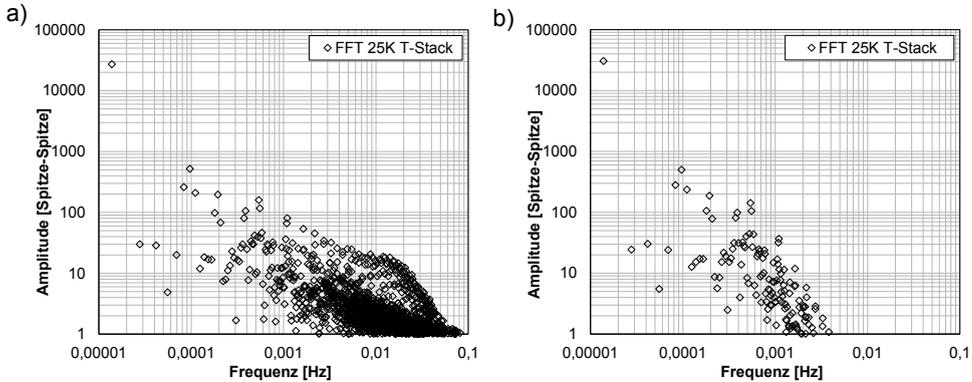 a)
100000
10000
1000
100
10
1
Amplitude [Spitze-Spitze]
FFT 25K T-Stack
0,00001
0,0001
0,001
0,01
0,1
Frequenz [Hz]
b)
100000
10000
1000
100
10
1
Amplitude [Spitze-Spitze]
FFT 25K T-Stack
0,00001
0,0001
0,001
0,01
0,1
Frequenz [Hz]